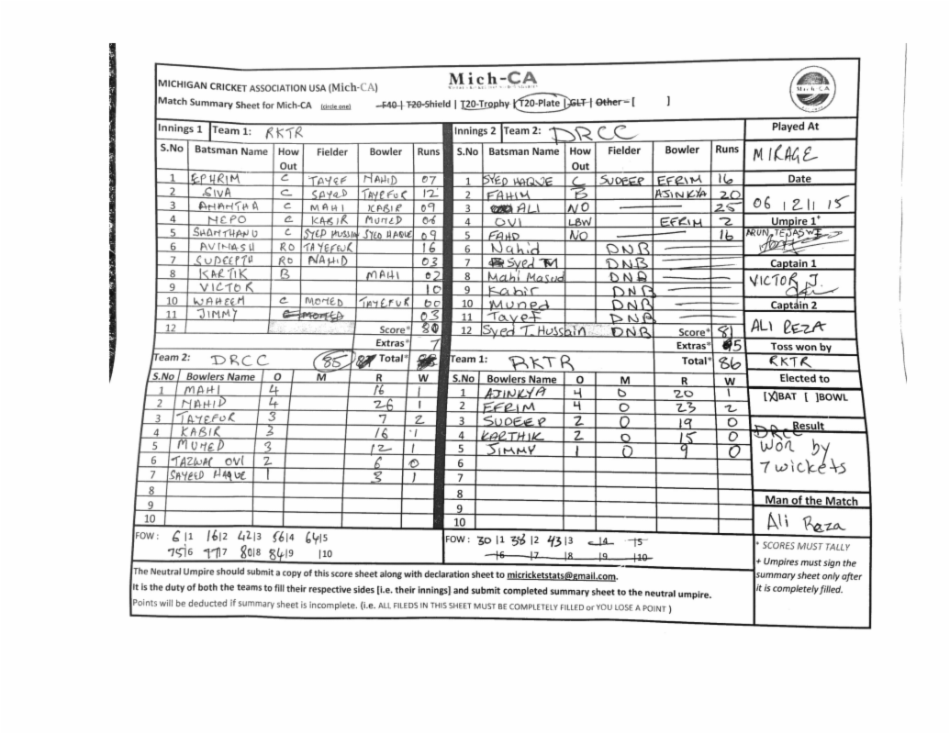 Mich-CA
MICHIGAN CRICKET ASSOCIATION USA (Mich-CA)
Match Summary Sheet for Mich-CA (circle one) F40 | T20-Shield | T20-Trophy | T20-Plate | GLT | Other – [ ]
Innings 1 Team 1: RKTR Innings 2 Team 2: DRCC Played At
S.No Batsman Name How Out Fielder Bowler Runs S.No Batsman Name How Out Fielder Bowler Runs MIRAGE
1 EPHRIM C TAYEF NAHID 07 1 SYED HAQUE C SUDEEP EFRIM 16 Date
2 SIVA C SAYED TAYEFUR 12 2 FAHIM B AJINKYA 20
3 ANANTHA C MAHI KABIR 09 3 ALI NO 25 06/12/15
4 NEPO C KABIR MUNED 06 4 OVI LBW EFRIM 2 Umpire 1+
5 SHANTHANU C SYED HUSSAIN SYED HAQUE 09 5 FAHD NO 16 ARUN, TEJASWI
6 AVINASH RO TAYEFUR 16 6 Nahid DNB
7 SUDEEPTH RO NAHID 03 7 Syed DNB Captain 1
8 KARTIK B MAHI 02 8 Mahi Masud DNB VICTOR J.
9 VICTOR 10 9 Kabir DNB
10 WAHEEM C MOMED TAYEFUR 00 10 Muned DNB Captain 2
11 JIMMY 03 11 Tayef DNB
12 Score* 80 12 Syed T. Hussain DNB Score* 81 ALI REZA
Extras* 7 Extras* 5 Toss won by
Team 2: DRCC 85 Total* Team 1: RKTR Total* 86 RKTR
S.No Bowlers Name O M R W S.No Bowlers Name O M R W Elected to
1 MAHI 4 16 1 1 AJINKYA 4 0 20 1 [X]BAT [ ]BOWL
2 NAHID 4 26 1 2 EFRIM 4 0 23 2
3 TAYEFUR 3 7 2 3 SUDEEP 2 0 19 0 Result
4 KABIR 3 16 1 4 KARTHIK 2 0 15 0 DRCC
5 MUNED 3 12 1 5 JIMMY 1 0 9 0 won by
6 TAZWAR OVI 2 6 0 6 7 wickets
7 SAYEED HAQUE 1 3 1 7
8 8 Man of the Match
9 9
10 10 Ali Reza
FOW: 6|1 16|2 42|3 56|4 64|5 FOW: 30|1 38|2 43|3 |4 |5 * SCORES MUST TALLY
75|6 77|7 80|8 84|9 |10 |6 |7 |8 |9 |10 + Umpires must sign the
The Neutral Umpire should submit a copy of this score sheet along with declaration sheet to micricketstats@gmail.com. summary sheet only after
It is the duty of both the teams to fill their respective sides [i.e. their innings] and submit completed summary sheet to the neutral umpire. it is completely filled.
Points will be deducted if summary sheet is incomplete. (i.e. ALL FILEDS IN THIS SHEET MUST BE COMPLETELY FILLED or YOU LOSE A POINT )